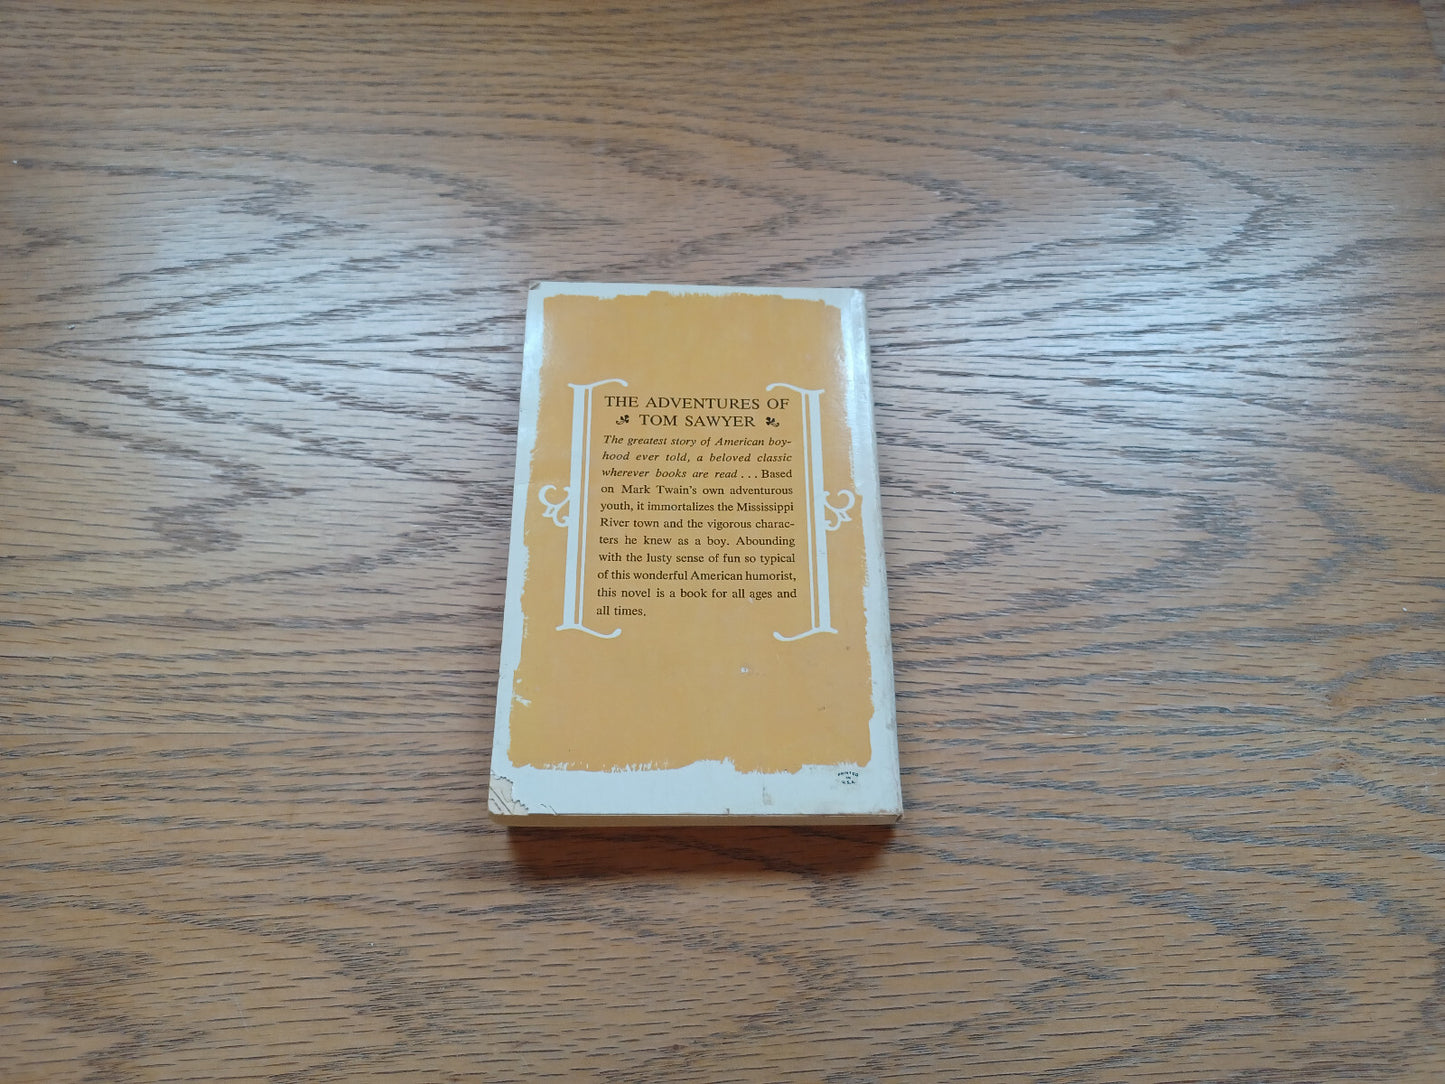 THE ADVENTURES OF
TOM SAWYER
The greatest story of American boy-
hood ever told, a beloved classic
wherever books are read... Based
on Mark Twain's own adventurous
youth, it immortalizes the Mississippi
River town and the vigorous charac-
ters he knew as a boy. Abounding
with the lusty sense of fun so typical
of this wonderful American humorist,
this novel is a book for all ages and
all times.
PRINTED
IN
U.S.A.